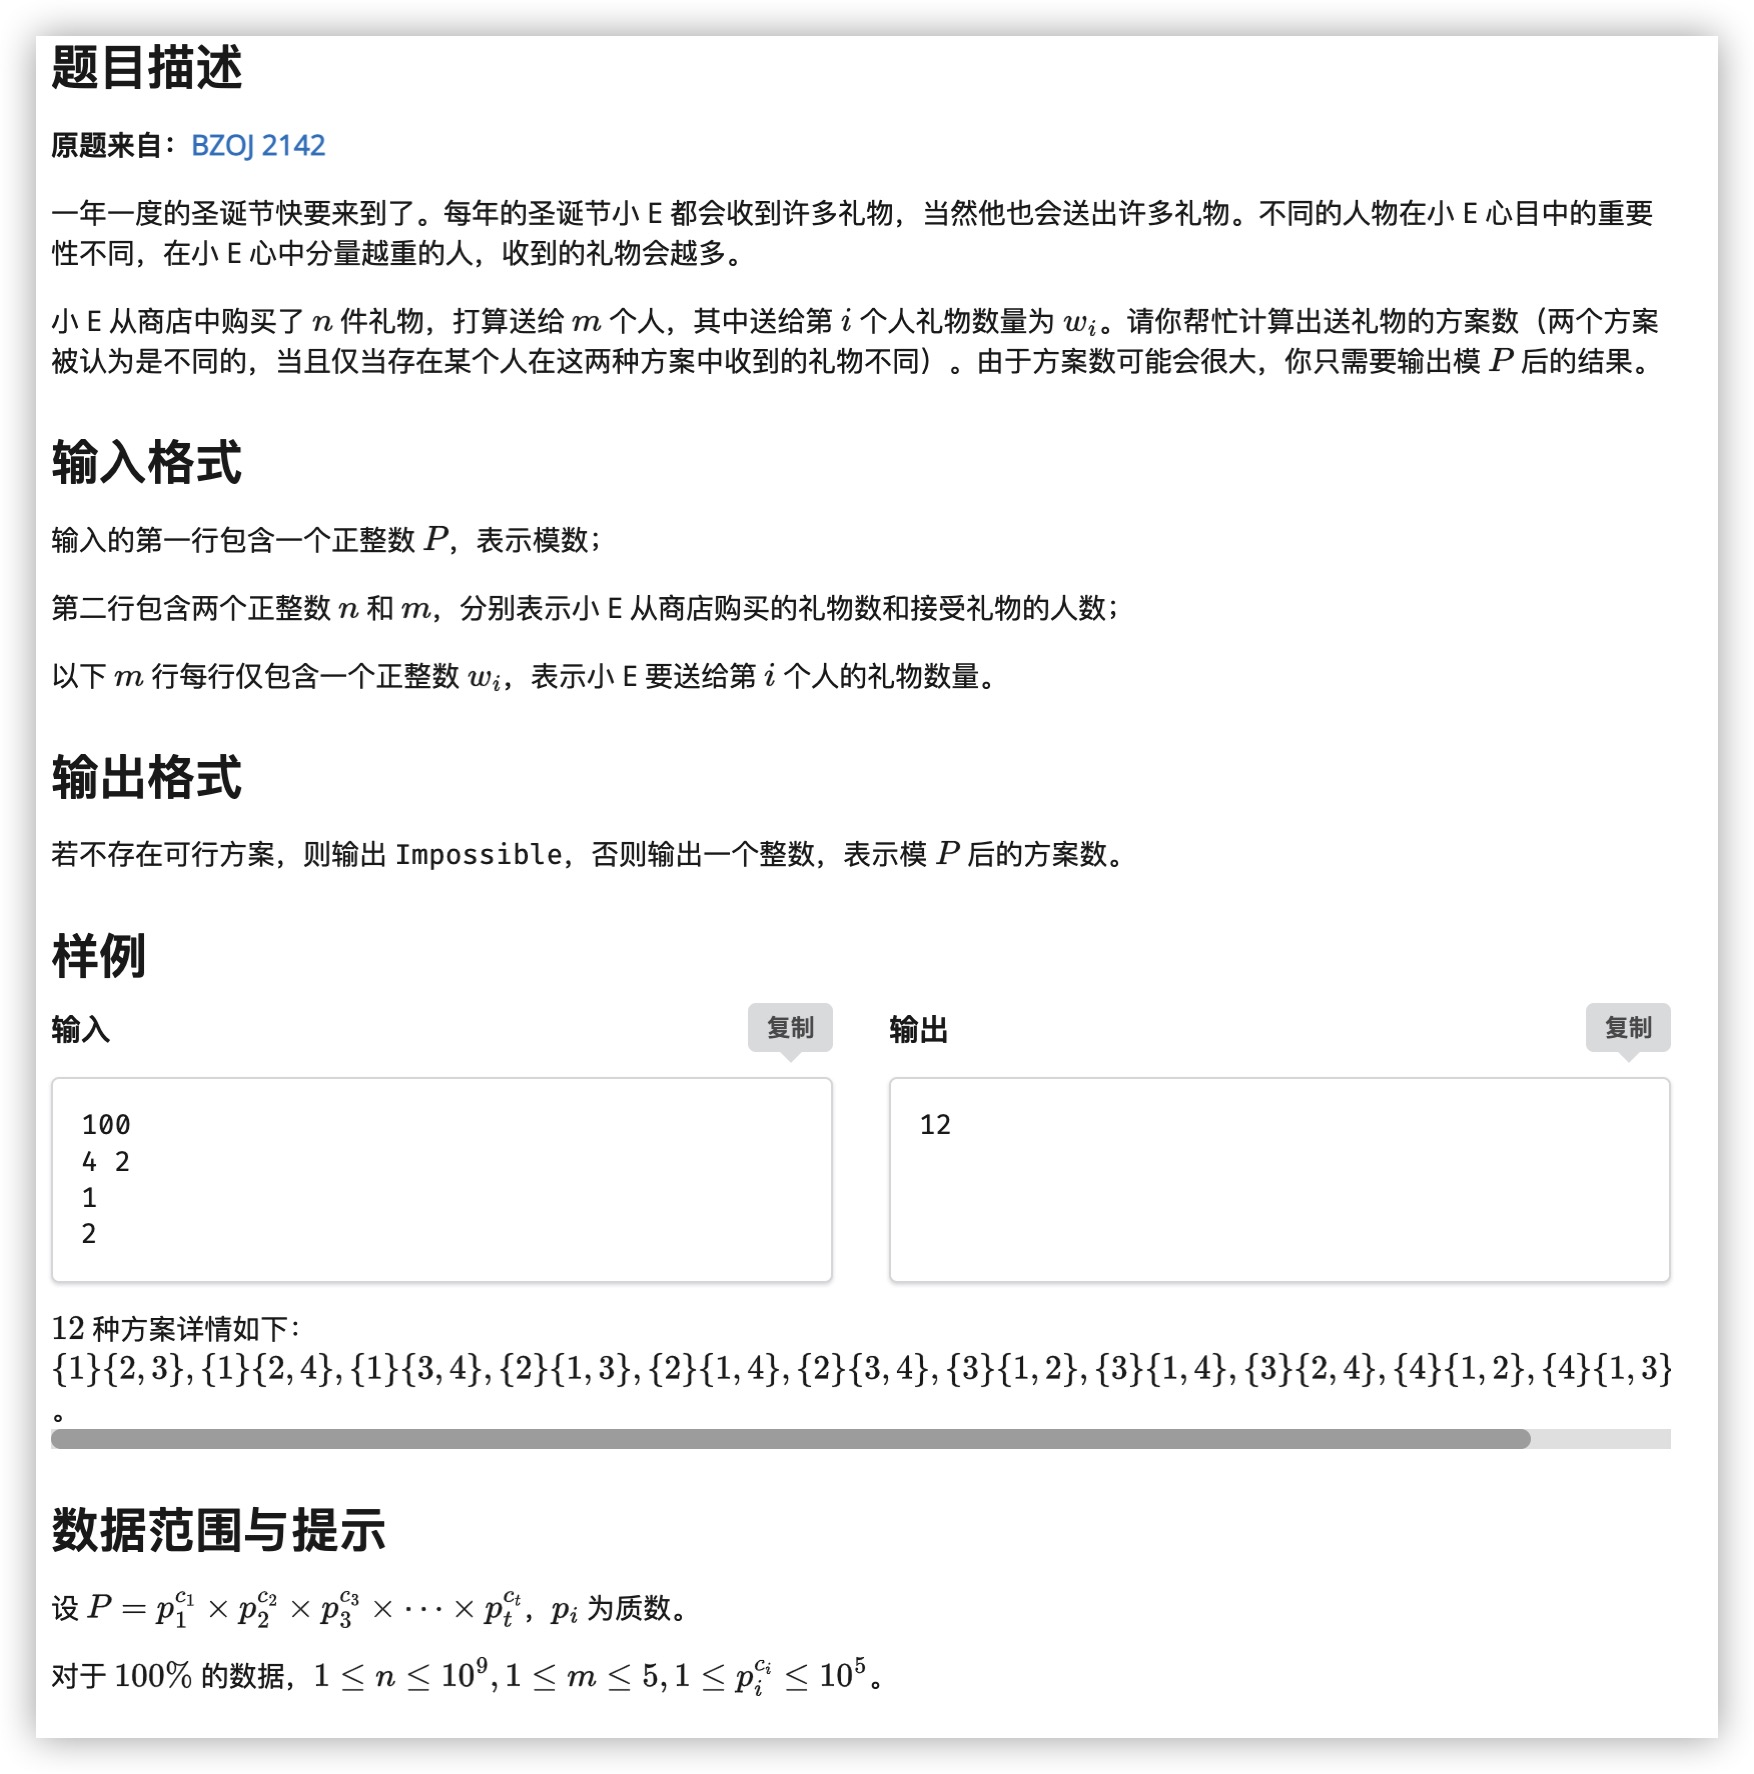 题目描述
原题来自：BZOJ 2142
一年一度的圣诞节快要来到了。每年的圣诞节小 E 都会收到许多礼物，当然他也会送出许多礼物。不同的人物在小 E 心目中的重要
性不同，在小 E 心中分量越重的人，收到的礼物会越多。
小 E 从商店中购买了 n 件礼物，打算送给 m 个人，其中送给第 i 个人礼物数量为 w_i。请你帮忙计算出送礼物的方案数（两个方案
被认为是不同的，当且仅当存在某个人在这两种方案中收到的礼物不同）。由于方案数可能会很大，你只需要输出模 P 后的结果。
输入格式
输入的第一行包含一个正整数 P，表示模数；
第二行包含两个正整数 n 和 m，分别表示小 E 从商店购买的礼物数和接受礼物的人数；
以下 m 行每行仅包含一个正整数 w_i，表示小 E 要送给第 i 个人的礼物数量。
输出格式
若不存在可行方案，则输出 Impossible，否则输出一个整数，表示模 P 后的方案数。
样例
输入 复制
100
4 2
1
2
输出 复制
12
12 种方案详情如下：
{1}{2,3},{1}{2,4},{1}{3,4},{2}{1,3},{2}{1,4},{2}{3,4},{3}{1,2},{3}{1,4},{3}{2,4},{4}{1,2},{4}{1,3}
。
数据范围与提示
设 P = p_1^{c_1} × p_2^{c_2} × p_3^{c_3} × ⋯ × p_t^{c_t}，p_i 为质数。
对于 100% 的数据，1 ≤ n ≤ 10^9, 1 ≤ m ≤ 5, 1 ≤ p_i^{c_i} ≤ 10^5。